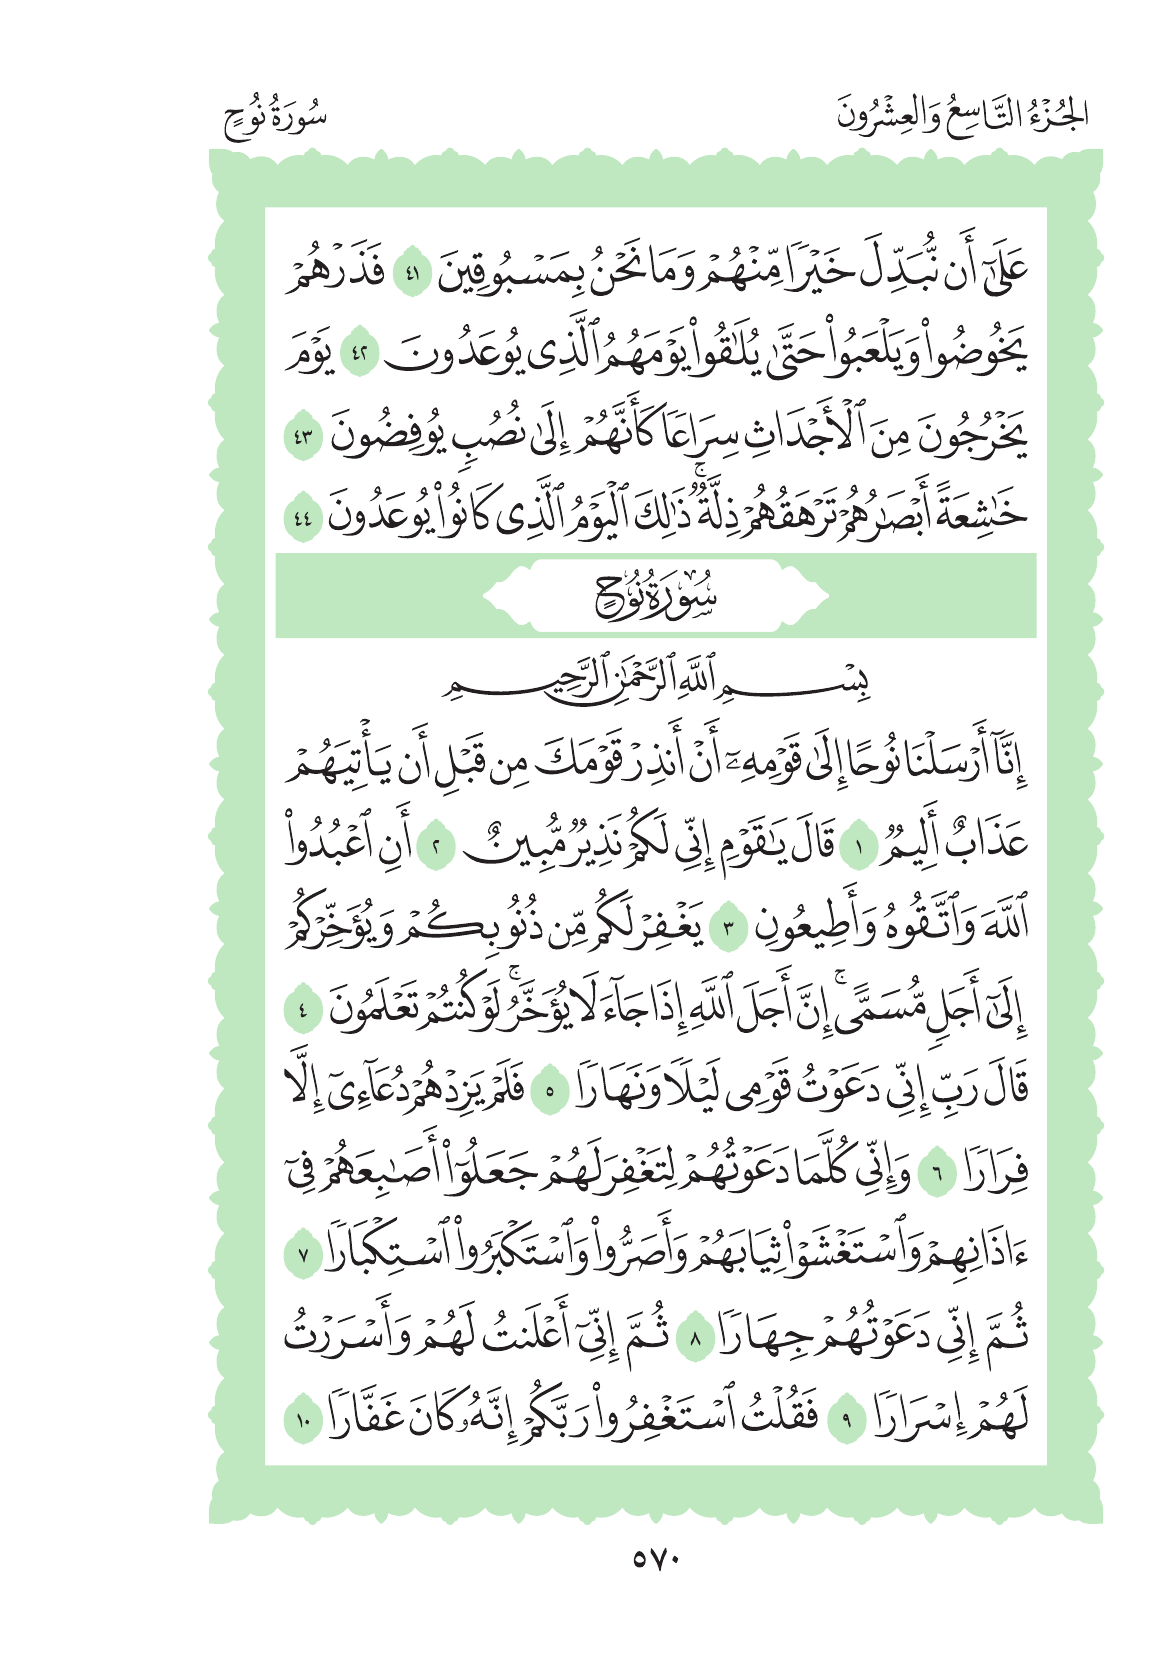 الجُزْءُ التَّاسِعُ وَالعِشْرُونَ
سُورَةُ نُوحٍ
عَلَىٰٓ أَن نُّبَدِّلَ خَيْرًا مِّنْهُمْ وَمَا نَحْنُ بِمَسْبُوقِينَ ٤١ فَذَرْهُمْ
يَخُوضُوا۟ وَيَلْعَبُوا۟ حَتَّىٰ يُلَـٰقُوا۟ يَوْمَهُمُ ٱلَّذِى يُوعَدُونَ ٤٢ يَوْمَ
يَخْرُجُونَ مِنَ ٱلْأَجْدَاثِ سِرَاعًا كَأَنَّهُمْ إِلَىٰ نُصُبٍ يُوفِضُونَ ٤٣
خَـٰشِعَةً أَبْصَـٰرُهُمْ تَرْهَقُهُمْ ذِلَّةٌ ۚ ذَٰلِكَ ٱلْيَوْمُ ٱلَّذِى كَانُوا۟ يُوعَدُونَ ٤٤
سُورَةُ نُوحٍ
بِسْمِ ٱللَّهِ ٱلرَّحْمَـٰنِ ٱلرَّحِيمِ
إِنَّآ أَرْسَلْنَا نُوحًا إِلَىٰ قَوْمِهِۦٓ أَنْ أَنذِرْ قَوْمَكَ مِن قَبْلِ أَن يَأْتِيَهُمْ
عَذَابٌ أَلِيمٌ ١ قَالَ يَـٰقَوْمِ إِنِّى لَكُمْ نَذِيرٌ مُّبِينٌ ٢ أَنِ ٱعْبُدُوا۟
ٱللَّهَ وَٱتَّقُوهُ وَأَطِيعُونِ ٣ يَغْفِرْ لَكُم مِّن ذُنُوبِكُمْ وَيُؤَخِّرْكُمْ
إِلَىٰٓ أَجَلٍ مُّسَمًّى ۚ إِنَّ أَجَلَ ٱللَّهِ إِذَا جَآءَ لَا يُؤَخَّرُ ۚ لَوْ كُنتُمْ تَعْلَمُونَ ٤
قَالَ رَبِّ إِنِّى دَعَوْتُ قَوْمِى لَيْلًا وَنَهَارًا ٥ فَلَمْ يَزِدْهُمْ دُعَآءِىٓ إِلَّا
فِرَارًا ٦ وَإِنِّى كُلَّمَا دَعَوْتُهُمْ لِتَغْفِرَ لَهُمْ جَعَلُوٓا۟ أَصَـٰبِعَهُمْ فِىٓ
ءَاذَانِهِمْ وَٱسْتَغْشَوْا۟ ثِيَابَهُمْ وَأَصَرُّوا۟ وَٱسْتَكْبَرُوا۟ ٱسْتِكْبَارًا ٧
ثُمَّ إِنِّى دَعَوْتُهُمْ جِهَارًا ٨ ثُمَّ إِنِّىٓ أَعْلَنتُ لَهُمْ وَأَسْرَرْتُ
لَهُمْ إِسْرَارًا ٩ فَقُلْتُ ٱسْتَغْفِرُوا۟ رَبَّكُمْ إِنَّهُۥ كَانَ غَفَّارًا ١٠
٥٧٠